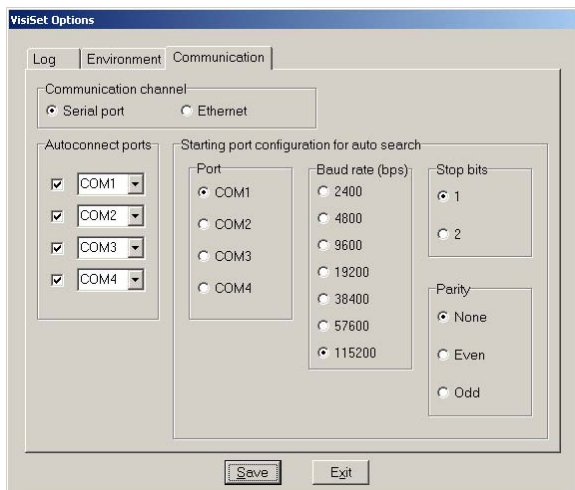 VisiSet Options
Log Environment Communication
Communication channel
Serial port Ethernet
Autoconnect ports
COM1
COM2
COM3
COM4
Starting port configuration for auto search
Port
COM1
COM2
COM3
COM4
Baud rate (bps)
2400
4800
9600
19200
38400
57600
115200
Stop bits
1
2
Parity
None
Even
Odd
Save Exit